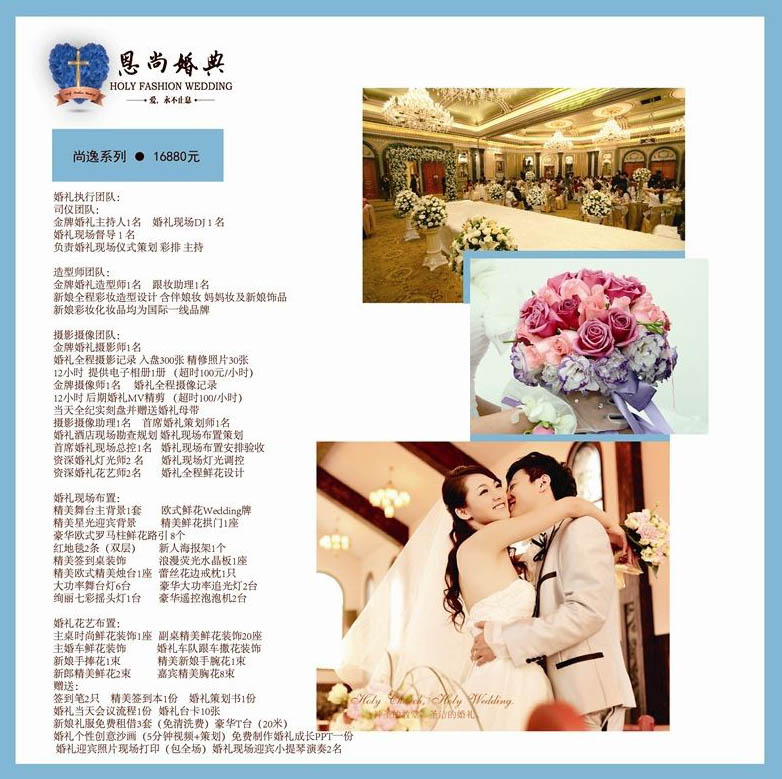 恩尚婚典
HOLY FASHION WEDDING
爱，永不止息
尚逸系列 ● 16880元
婚礼执行团队：
司仪团队：
金牌婚礼主持人1名 婚礼现场DJ 1 名
婚礼现场督导 1 名
负责婚礼现场仪式策划 彩排 主持
造型师团队：
金牌婚礼造型师1名 跟妆助理1名
新娘全程彩妆造型设计 含伴娘妆 妈妈妆及新娘饰品
新娘彩妆化妆品均为国际一线品牌
摄影摄像团队：
金牌婚礼摄影师1名
婚礼全程摄影记录 入盘300张 精修照片30张
12小时 提供电子相册1册 （超时100元/小时）
金牌摄像师1名 婚礼全程摄像记录
12小时 后期婚礼MV精剪 （超时100/小时）
当天全纪实刻盘并赠送婚礼母带
摄影摄像助理1名 首席婚礼策划师1名
婚礼酒店现场勘查规划 婚礼现场布置策划
首席婚礼现场总控1名 婚礼现场布置安排验收
资深婚礼灯光师2 名 婚礼现场灯光调控
资深婚礼花艺师2名 婚礼全程鲜花设计
婚礼现场布置：
精美舞台主背景1套 欧式鲜花Wedding牌
精美星光迎宾背景 精美鲜花拱门1座
豪华欧式罗马柱鲜花路引 8个
红地毯2条（双层） 新人海报架1个
精美签到桌装饰 浪漫荧光水晶板1座
精美欧式精美烛台1座 蕾丝花边戒枕1只
大功率舞台灯6台 豪华大功率追光灯2台
绚丽七彩摇头灯1台 豪华遥控泡泡机2台
婚礼花艺布置：
主桌时尚鲜花装饰1座 副桌精美鲜花装饰20座
主婚车鲜花装饰 婚礼车队跟车撒花装饰
新娘手捧花1束 精美新娘手腕花1束
新郎精美鲜花2束 嘉宾精美胸花8束
赠送：
签到笔2只 精美签到本1份 婚礼策划书1份
婚礼当天会议流程1份 婚礼台卡10张
新娘礼服免费租借3套（免清洗费）豪华T台（20米）
婚礼个性创意沙画（5分钟视频+策划）免费制作婚礼成长PPT一份
婚礼迎宾照片现场打印（包全场）婚礼现场迎宾小提琴演奏2名
Holy Church, Holy Wedding.
圣洁的婚礼